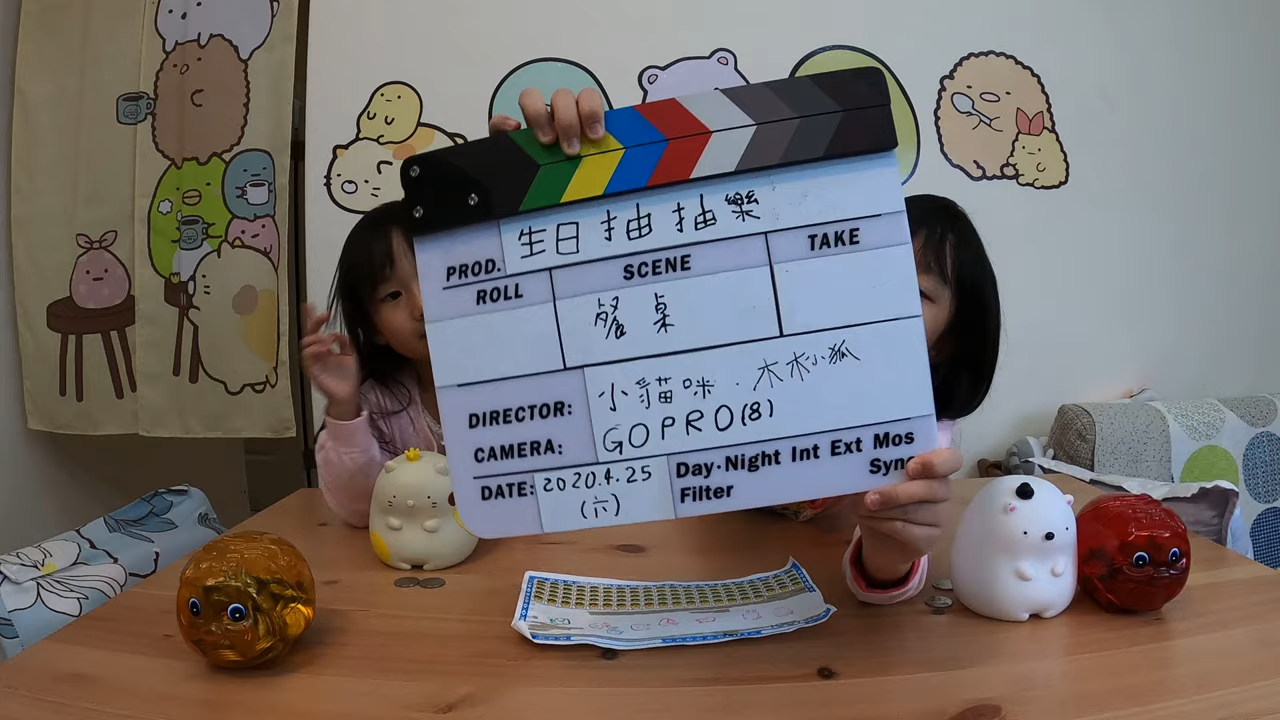 生日抽抽樂
PROD.
ROLL
SCENE
TAKE
餐桌
DIRECTOR:
小貓咪·木木小狐
CAMERA:
GOPRO(8)
DATE:
2020.4.25
(六)
Day·Night Int Ext Mos
Filter
Sync